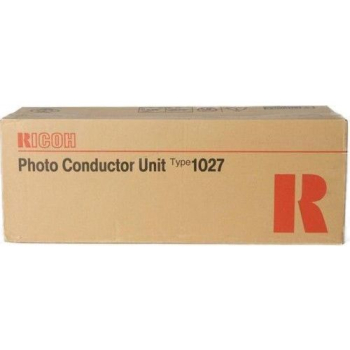 RICOH
Photo Conductor Unit Type 1027
R